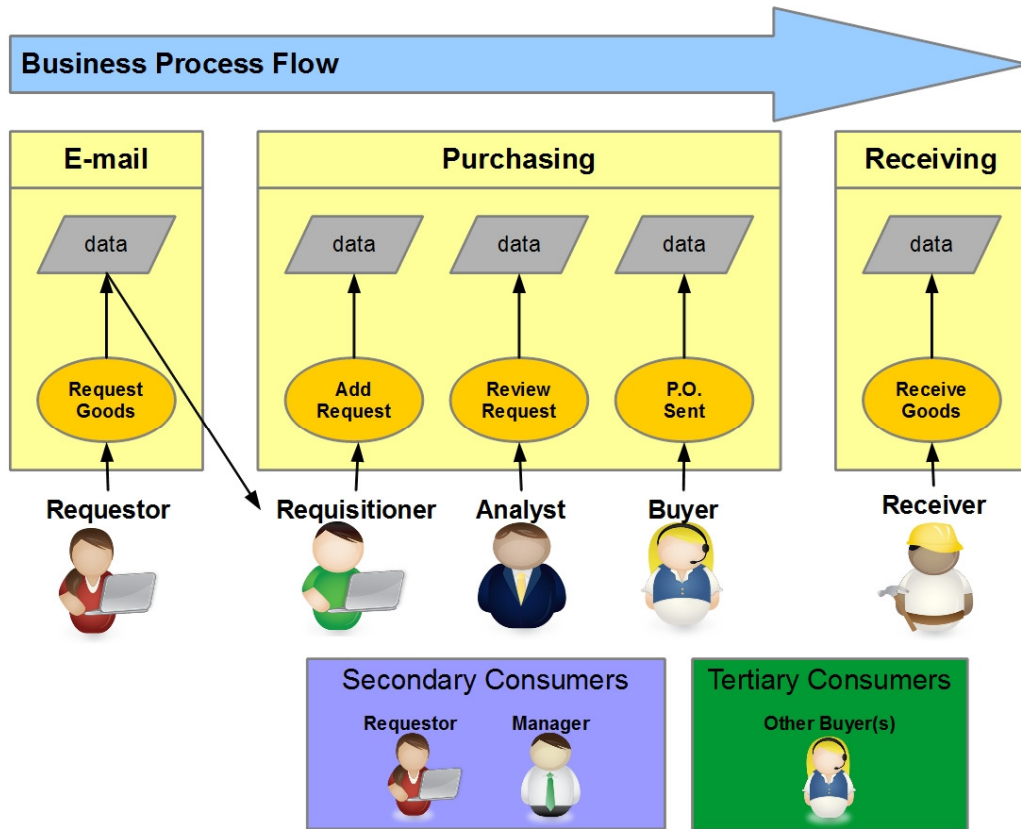 Business Process Flow
E-mail
Purchasing
Receiving
data
data
data
data
data
Request
Goods
Add
Request
Review
Request
P.O.
Sent
Receive
Goods
Requestor
Requisitioner
Analyst
Buyer
Receiver
Secondary Consumers
Requestor
Manager
Tertiary Consumers
Other Buyer(s)